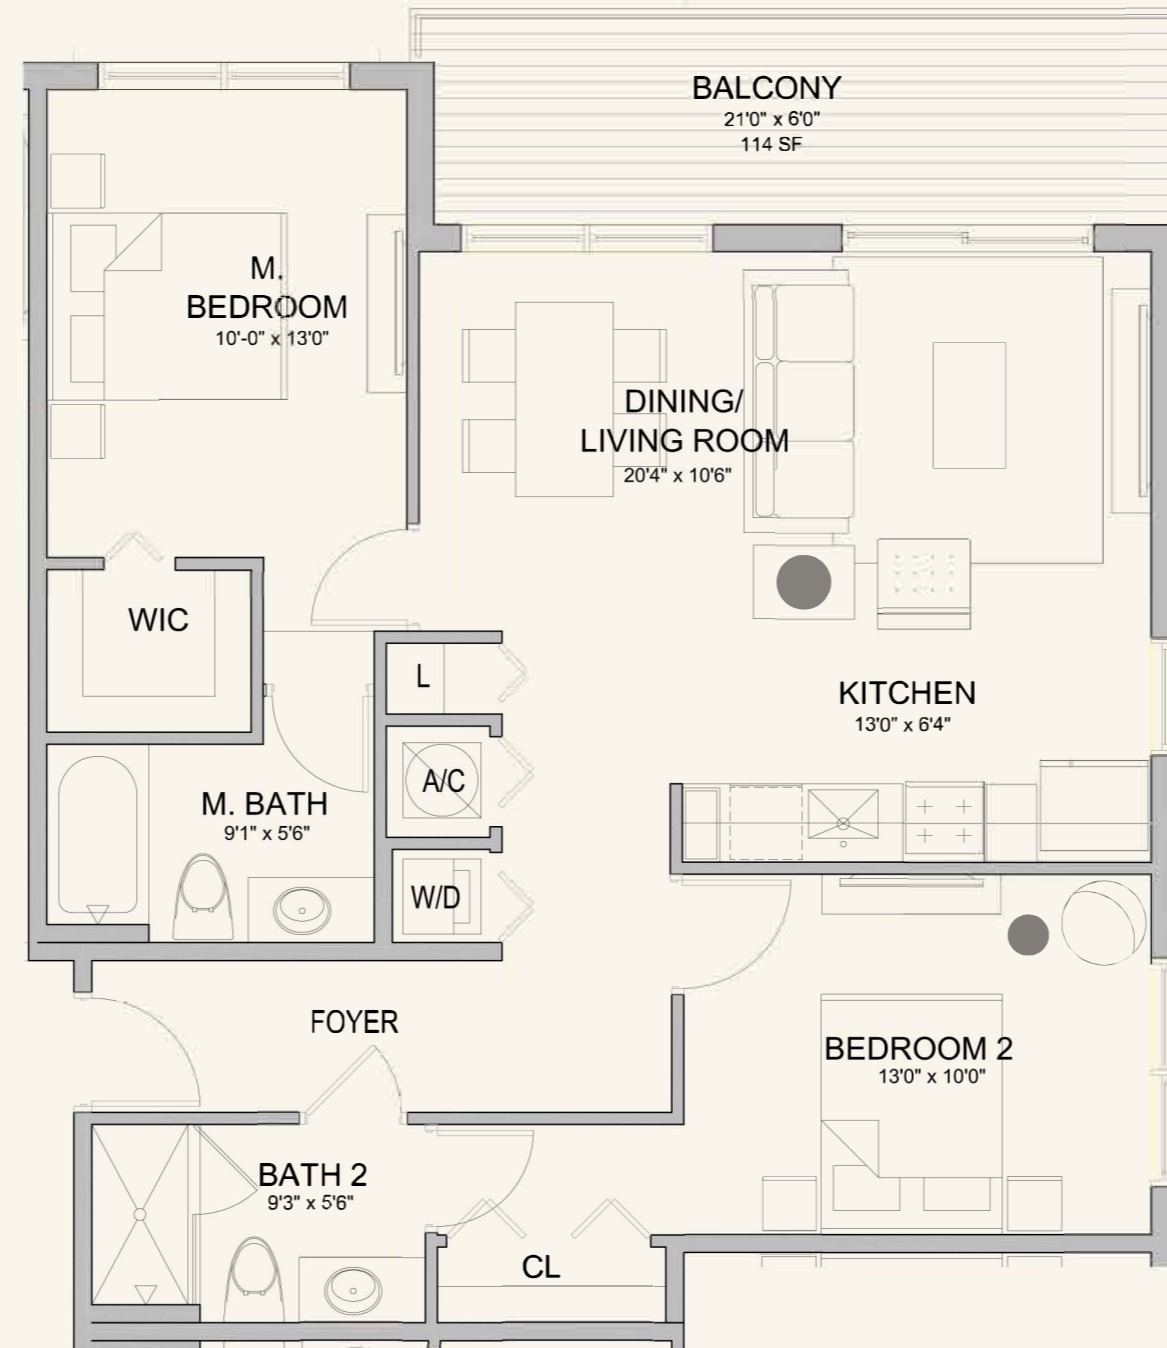 BALCONY
21'0" x 6'0"
114 SF
M.
BEDROOM
10'-0" x 13'0"
DINING/
LIVING ROOM
20'4" x 10'6"
WIC
L
KITCHEN
13'0" x 6'4"
A/C
M. BATH
9'1" x 5'6"
W/D
FOYER
BEDROOM 2
13'0" x 10'0"
BATH 2
9'3" x 5'6"
CL